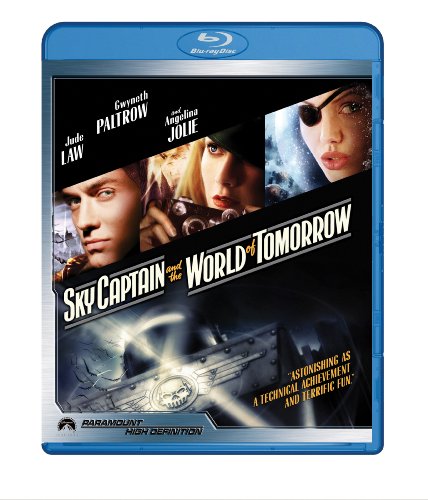 Blu-ray Disc
Jude
LAW
Gwyneth
PALTROW
and
Angelina
JOLIE
SKY CAPTAIN and the WORLD of TOMORROW
"ASTONISHING AS
A TECHNICAL ACHIEVEMENT
AND TERRIFIC FUN."
PARAMOUNT
HIGH DEFINITION